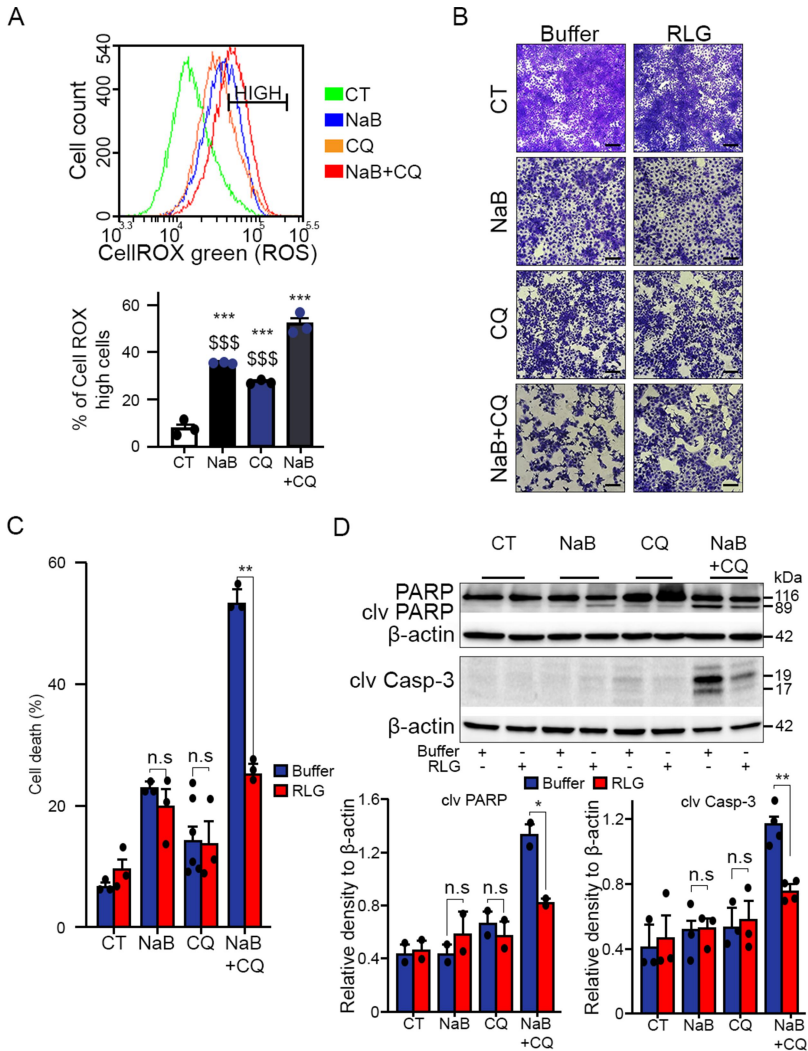 A
540
400
200
0
Cell count
HIGH
10^3.3 10^4 10^5 10^5.5
CellROX green (ROS)
CT
NaB
CQ
NaB+CQ
60
40
20
0
% of Cell ROX
high cells
***
$$$
***
$$$
***
CT NaB CQ NaB
+CQ
B
Buffer RLG
CT
NaB
CQ
NaB+CQ
C
60
40
20
0
Cell death (%)
n.s n.s **
Buffer
RLG
CT NaB CQ NaB
+CQ
D
CT NaB CQ NaB
+CQ
kDa
PARP 116
clv PARP 89
β-actin 42
clv Casp-3 19
17
β-actin 42
Buffer + - + - + - + -
RLG - + - + - + - +
Buffer RLG
clv PARP
1.6
1.2
0.8
0.4
0
Relative density to β-actin
n.s n.s *
CT NaB CQ NaB
+CQ
clv Casp-3
1.2
0.8
0.4
0
Relative density to β-actin
n.s n.s **
CT NaB CQ NaB
+CQ